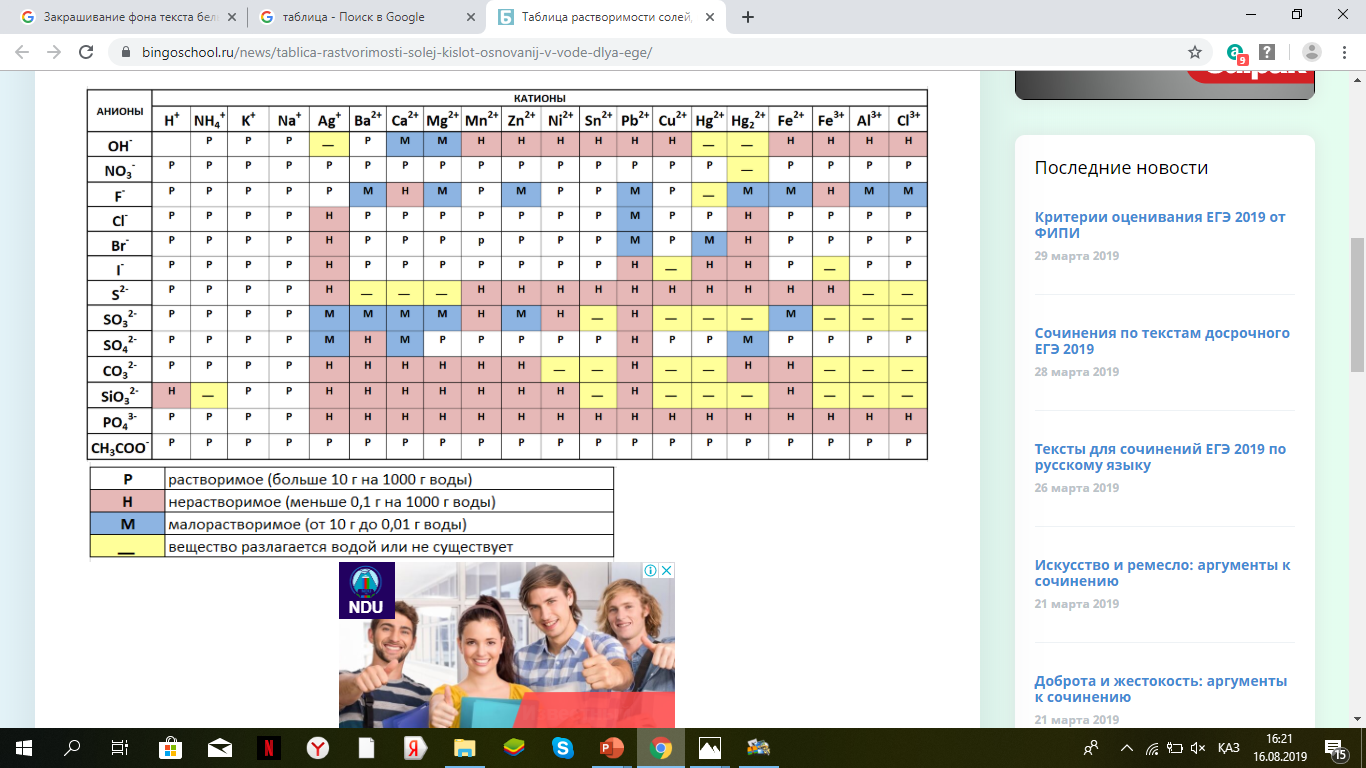 Закрашивание фона текста бел
таблица - Поиск в Google
Таблица растворимости солей,
bingoschool.ru/news/tablica-rastvorimosti-solej-kislot-osnovanij-v-vode-dlya-ege/
9
АНИОНЫ КАТИОНЫ
H⁺ NH₄⁺ K⁺ Na⁺ Ag⁺ Ba²⁺ Ca²⁺ Mg²⁺ Mn²⁺ Zn²⁺ Ni²⁺ Sn²⁺ Pb²⁺ Cu²⁺ Hg²⁺ Hg₂²⁺ Fe²⁺ Fe³⁺ Al³⁺ Cl³⁺
OH⁻ Р Р Р — Р М М Н Н Н Н Н Н — — Н Н Н Н
NO₃⁻ Р Р Р Р Р Р Р Р Р Р Р Р Р Р Р — Р Р Р Р
F⁻ Р Р Р Р Р М Н М Р М Р Р М Р — М М Н М М
Cl⁻ Р Р Р Р Н Р Р Р Р Р Р Р М Р Р Н Р Р Р Р
Br⁻ Р Р Р Р Н Р Р Р р Р Р Р М Р М Н Р Р Р Р
I⁻ Р Р Р Р Н Р Р Р Р Р Р Р Н — Н Н Р — Р Р
S²⁻ Р Р Р Р Н — — — Н Н Н Н Н Н Н Н Н Н — —
SO₃²⁻ Р Р Р Р М М М М Н М Н — Н — — — М — — —
SO₄²⁻ Р Р Р Р М Н М Р Р Р Р Р Н Р Р М Р Р Р Р
CO₃²⁻ Р Р Р Р Н Н Н Н Н Н — — Н — — Н Н — — —
SiO₃²⁻ Н — Р Р Н Н Н Н Н Н Н — Н — — — Н — — —
PO₄³⁻ Р Р Р Р Н Н Н Н Н Н Н Н Н Н Н Н Н Н Н Н
CH₃COO⁻ Р Р Р Р Р Р Р Р Р Р Р Р Р Р Р Р Р Р Р Р
Р растворимое (больше 10 г на 1000 г воды)
Н нерастворимое (меньше 0,1 г на 1000 г воды)
М малорастворимое (от 10 г до 0,01 г воды)
— вещество разлагается водой или не существует
NDU
Последние новости
Критерии оценивания ЕГЭ 2019 от
ФИПИ
29 марта 2019
Сочинения по текстам досрочного
ЕГЭ 2019
28 марта 2019
Тексты для сочинений ЕГЭ 2019 по
русскому языку
26 марта 2019
Искусство и ремесло: аргументы к
сочинению
21 марта 2019
Доброта и жестокость: аргументы
к сочинению
21 марта 2019
ҚАЗ
16:21
16.08.2019
15